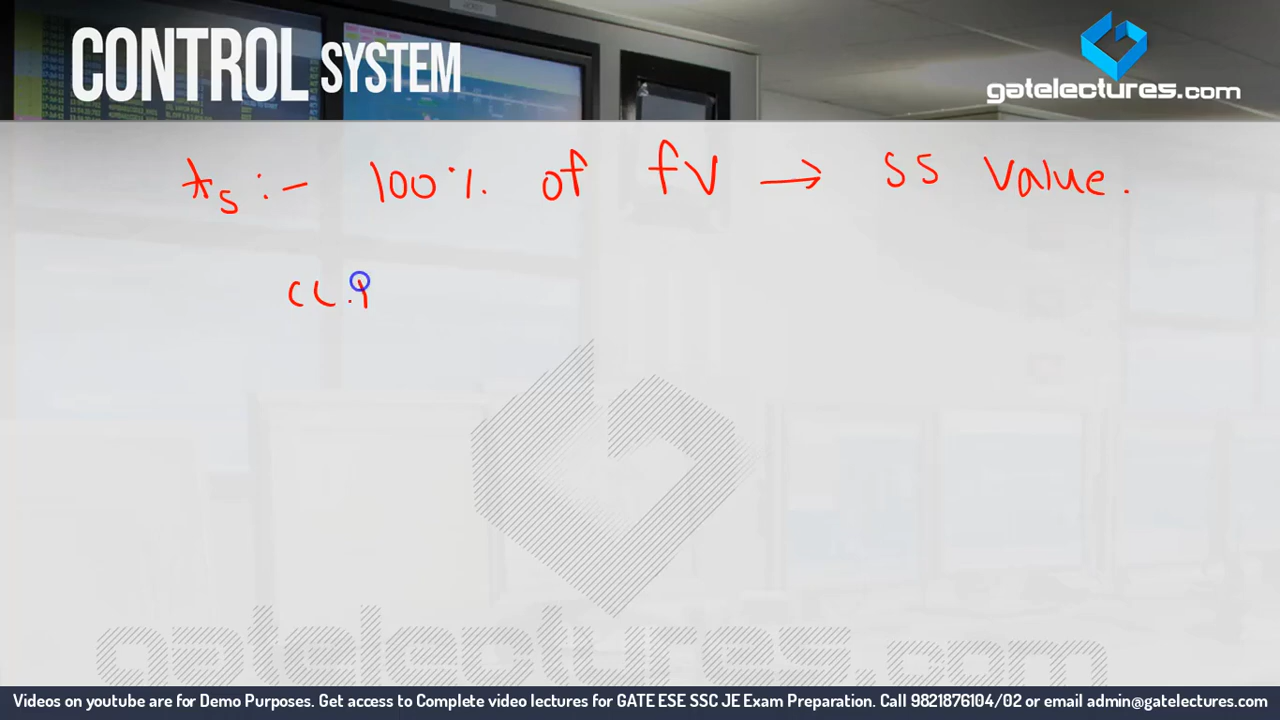 CONTROL SYSTEM
gatelectures.com
ts :- 100% of fV → SS Value.
gatelectures.com
Videos on youtube are for Demo Purposes. Get access to Complete video lectures for GATE ESE SSC JE Exam Preparation. Call 9821876104/02 or email admin@gatelectures.com